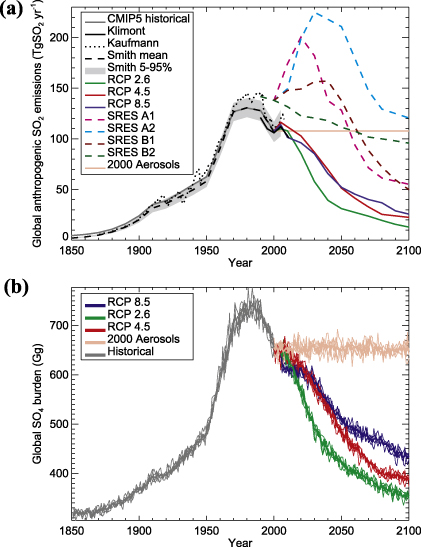 (a)
Global anthropogenic SO2 emissions (TgSO2 yr-1)
200
150
100
50
0
CMIP5 historical
Klimont
Kaufmann
Smith mean
Smith 5-95%
RCP 2.6
RCP 4.5
RCP 8.5
SRES A1
SRES A2
SRES B1
SRES B2
2000 Aerosols
1850 1900 1950 2000 2050 2100
Year
(b)
Global SO4 burden (Gg)
700
600
500
400
RCP 8.5
RCP 2.6
RCP 4.5
2000 Aerosols
Historical
1850 1900 1950 2000 2050 2100
Year